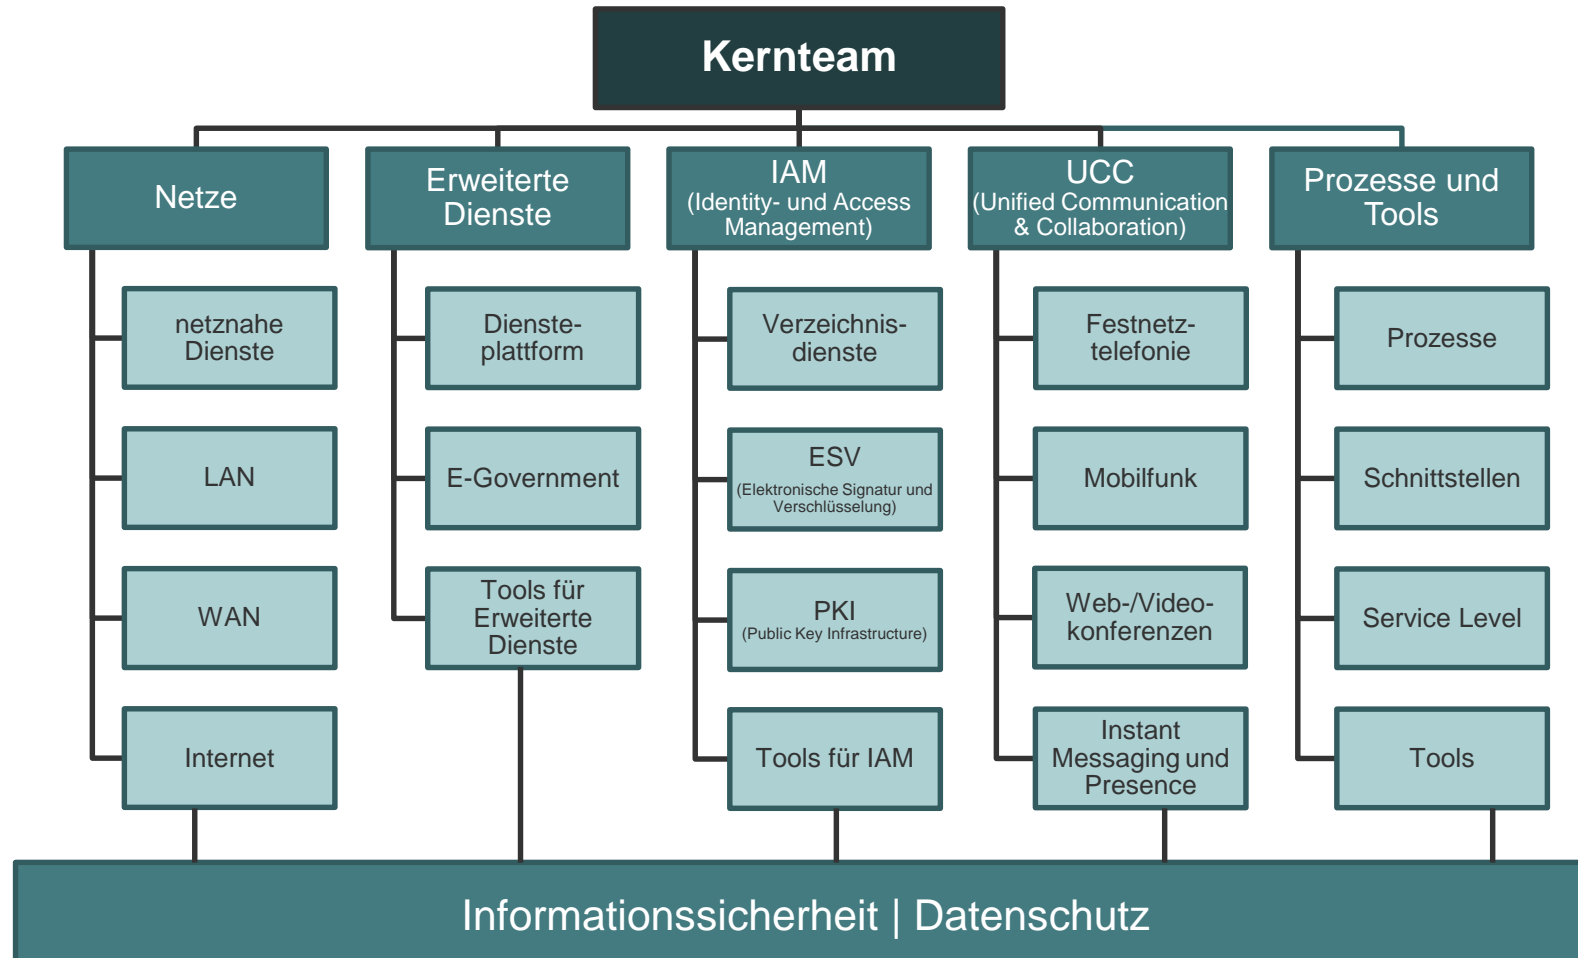 Kernteam
Netze
Erweiterte
Dienste
IAM
(Identity- und Access
Management)
UCC
(Unified Communication
& Collaboration)
Prozesse und
Tools
netznahe
Dienste
LAN
WAN
Internet
Dienste-
plattform
E-Government
Tools für
Erweiterte
Dienste
Verzeichnis-
dienste
ESV
(Elektronische Signatur und
Verschlüsselung)
PKI
(Public Key Infrastructure)
Tools für IAM
Festnetz-
telefonie
Mobilfunk
Web-/Video-
konferenzen
Instant
Messaging und
Presence
Prozesse
Schnittstellen
Service Level
Tools
Informationssicherheit | Datenschutz